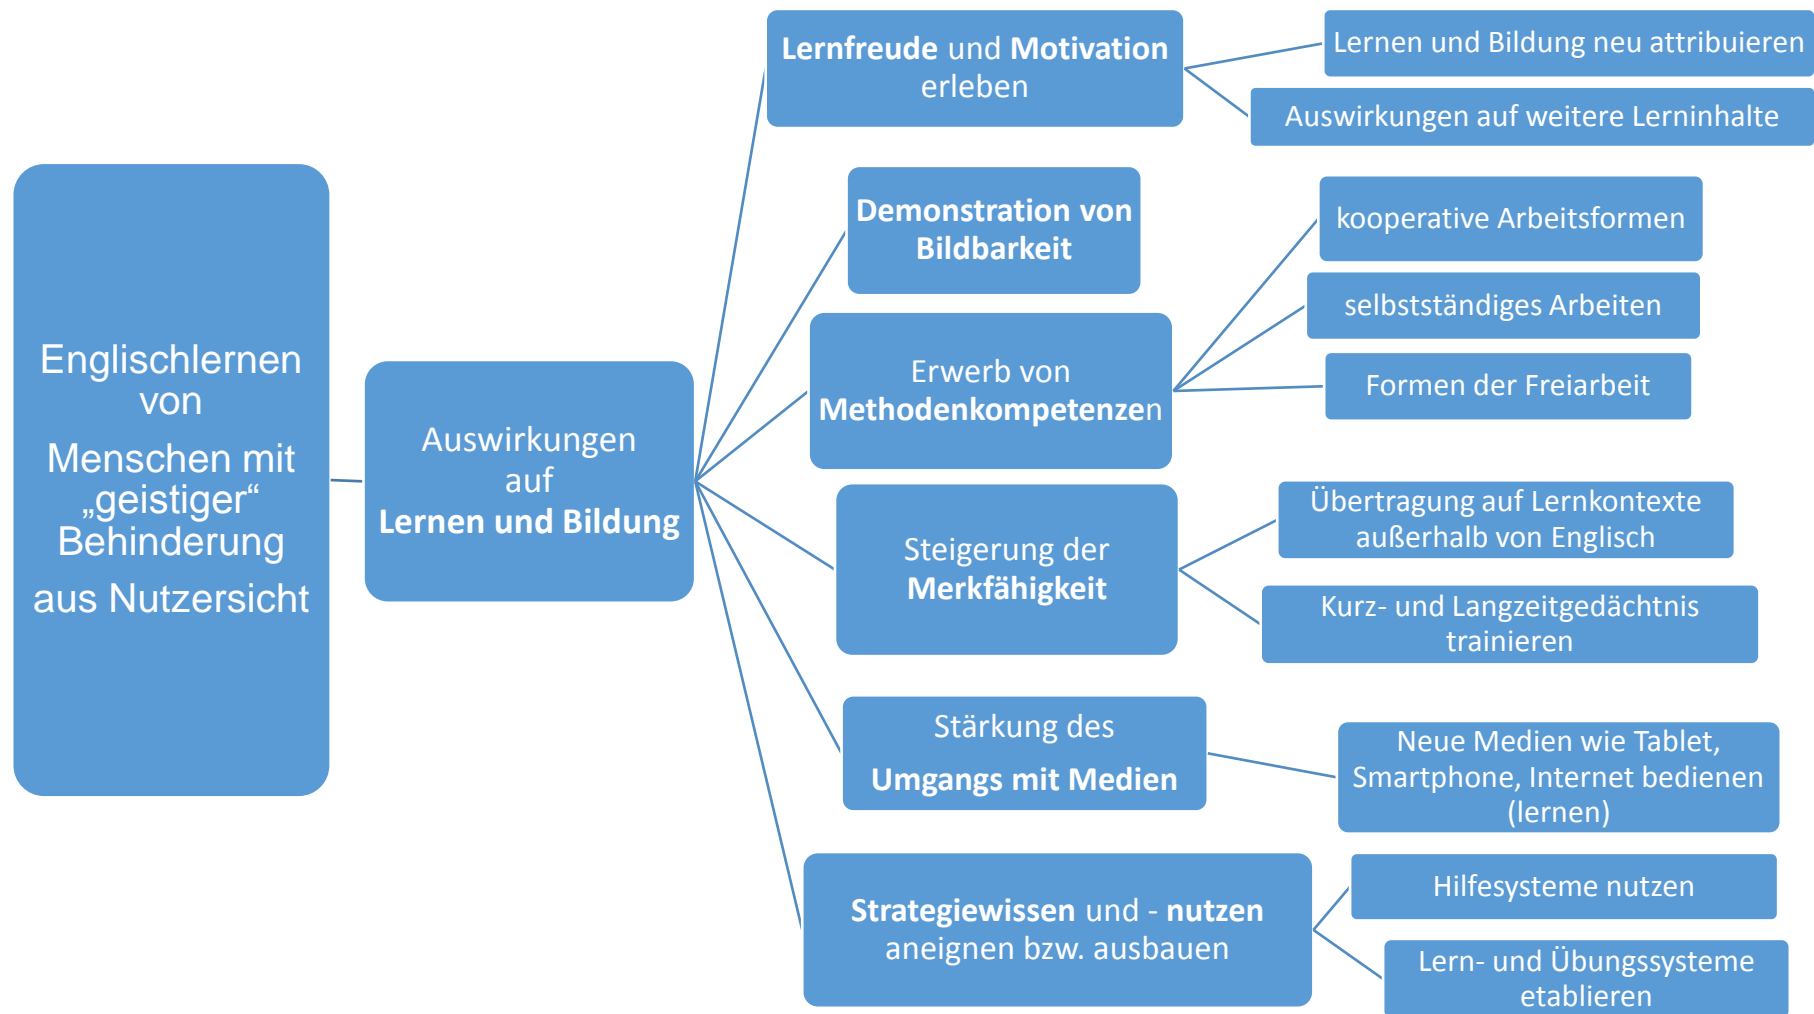 Englischlernen
von
Menschen mit
„geistiger“
Behinderung
aus Nutzersicht
Auswirkungen
auf
Lernen und Bildung
Lernfreude und Motivation
erleben
Lernen und Bildung neu attribuieren
Auswirkungen auf weitere Lerninhalte
Demonstration von
Bildbarkeit
Erwerb von
Methodenkompetenzen
kooperative Arbeitsformen
selbstständiges Arbeiten
Formen der Freiarbeit
Steigerung der
Merkfähigkeit
Übertragung auf Lernkontexte
außerhalb von Englisch
Kurz- und Langzeitgedächtnis
trainieren
Stärkung des
Umgangs mit Medien
Neue Medien wie Tablet,
Smartphone, Internet bedienen
(lernen)
Strategiewissen und - nutzen
aneignen bzw. ausbauen
Hilfesysteme nutzen
Lern- und Übungssysteme
etablieren